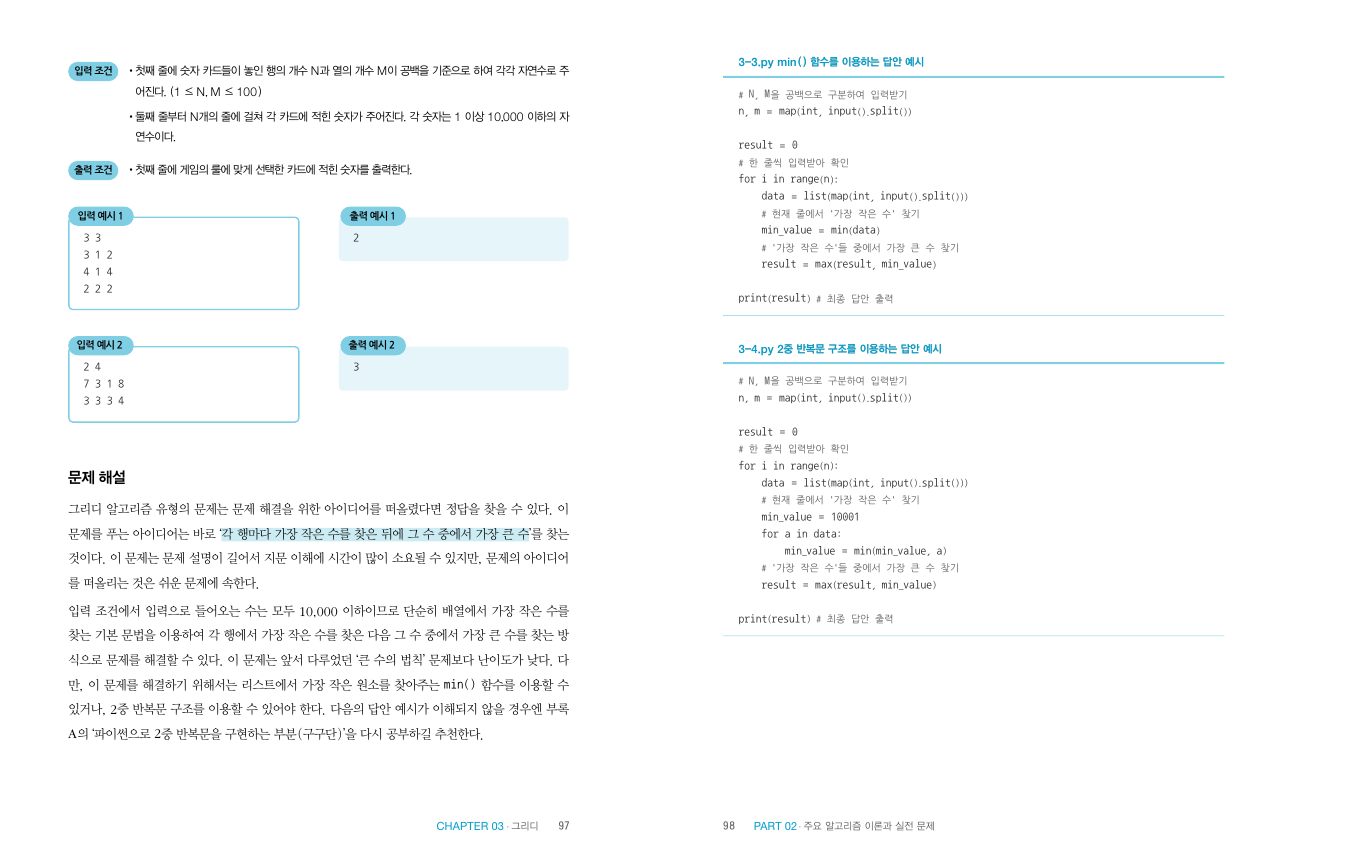 입력 조건 • 첫째 줄에 숫자 카드들이 놓인 행의 개수 N과 열의 개수 M이 공백을 기준으로 하여 각각 자연수로 주
어진다. (1 ≤ N, M ≤ 100)
• 둘째 줄부터 N개의 줄에 걸쳐 각 카드에 적힌 숫자가 주어진다. 각 숫자는 1 이상 10,000 이하의 자
연수이다.
출력 조건 • 첫째 줄에 게임의 룰에 맞게 선택한 카드에 적힌 숫자를 출력한다.
입력 예시 1
3 3
3 1 2
4 1 4
2 2 2
출력 예시 1
2
입력 예시 2
2 4
7 3 1 8
3 3 3 4
출력 예시 2
3
문제 해설
그리디 알고리즘 유형의 문제는 문제 해결을 위한 아이디어를 떠올렸다면 정답을 찾을 수 있다. 이
문제를 푸는 아이디어는 바로 ‘각 행마다 가장 작은 수를 찾은 뒤에 그 수 중에서 가장 큰 수’를 찾는
것이다. 이 문제는 문제 설명이 길어서 지문 이해에 시간이 많이 소요될 수 있지만, 문제의 아이디어
를 떠올리는 것은 쉬운 문제에 속한다.
입력 조건에서 입력으로 들어오는 수는 모두 10,000 이하이므로 단순히 배열에서 가장 작은 수를
찾는 기본 문법을 이용하여 각 행에서 가장 작은 수를 찾은 다음 그 수 중에서 가장 큰 수를 찾는 방
식으로 문제를 해결할 수 있다. 이 문제는 앞서 다루었던 ‘큰 수의 법칙’ 문제보다 난이도가 낮다. 다
만, 이 문제를 해결하기 위해서는 리스트에서 가장 작은 원소를 찾아주는 min() 함수를 이용할 수
있거나, 2중 반복문 구조를 이용할 수 있어야 한다. 다음의 답안 예시가 이해되지 않을 경우엔 부록
A의 ‘파이썬으로 2중 반복문을 구현하는 부분(구구단)’을 다시 공부하길 추천한다.
CHAPTER 03 · 그리디 97
3-3.py min() 함수를 이용하는 답안 예시
# N, M을 공백으로 구분하여 입력받기
n, m = map(int, input().split())
result = 0
# 한 줄씩 입력받아 확인
for i in range(n):
    data = list(map(int, input().split()))
    # 현재 줄에서 '가장 작은 수' 찾기
    min_value = min(data)
    # '가장 작은 수'들 중에서 가장 큰 수 찾기
    result = max(result, min_value)
print(result) # 최종 답안 출력
3-4.py 2중 반복문 구조를 이용하는 답안 예시
# N, M을 공백으로 구분하여 입력받기
n, m = map(int, input().split())
result = 0
# 한 줄씩 입력받아 확인
for i in range(n):
    data = list(map(int, input().split()))
    # 현재 줄에서 '가장 작은 수' 찾기
    min_value = 10001
    for a in data:
        min_value = min(min_value, a)
    # '가장 작은 수'들 중에서 가장 큰 수 찾기
    result = max(result, min_value)
print(result) # 최종 답안 출력
98 PART 02 · 주요 알고리즘 이론과 실전 문제